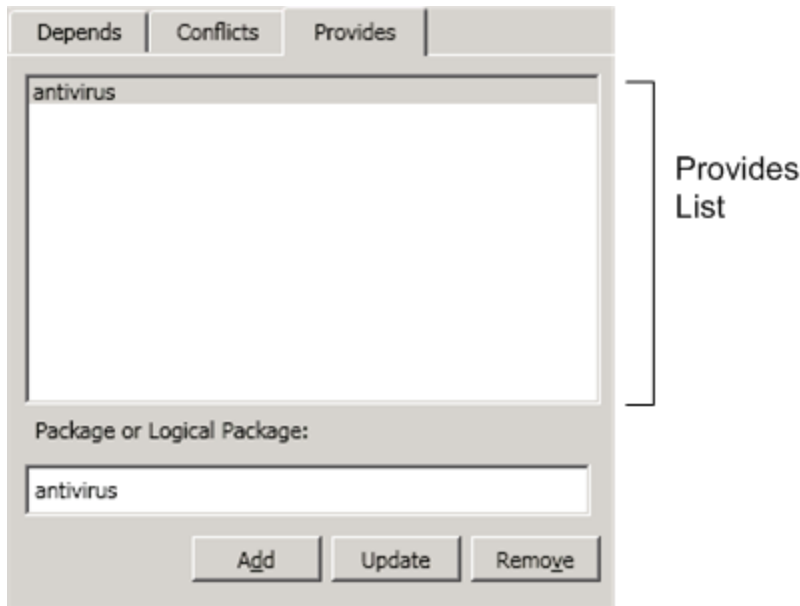 Depends Conflicts Provides
antivirus
Provides
List
Package or Logical Package:
antivirus
Add Update Remove